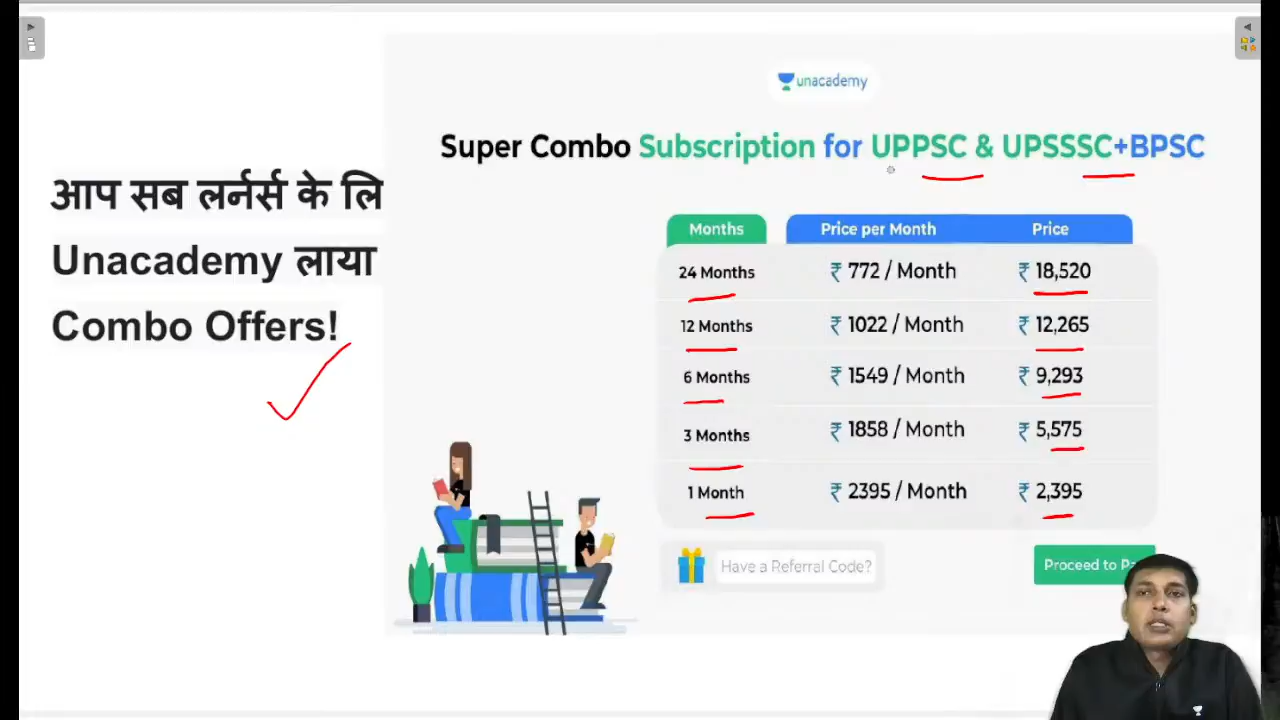 unacademy
Super Combo Subscription for UPPSC & UPSSSC+BPSC
आप सब लर्नर्स के लि
Unacademy लाया
Combo Offers!
Months Price per Month Price
24 Months ₹ 772 / Month ₹ 18,520
12 Months ₹ 1022 / Month ₹ 12,265
6 Months ₹ 1549 / Month ₹ 9,293
3 Months ₹ 1858 / Month ₹ 5,575
1 Month ₹ 2395 / Month ₹ 2,395
Have a Referral Code? Proceed to Pa